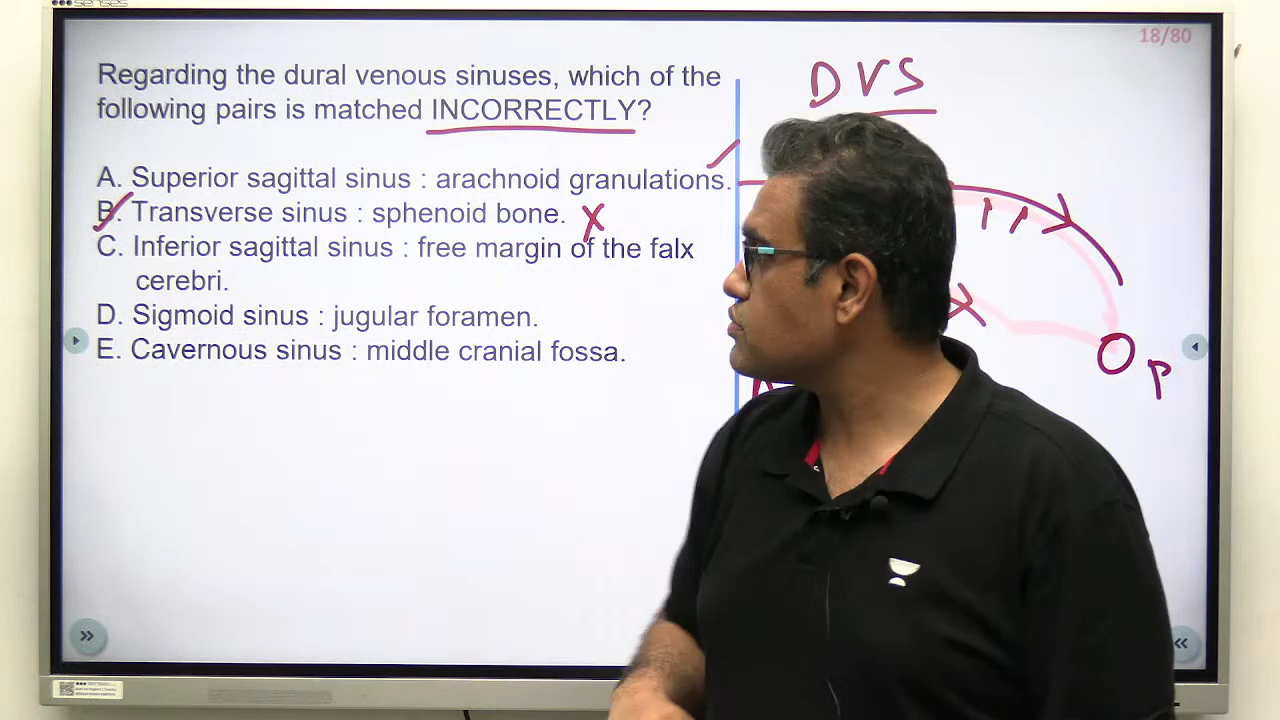 senses
18/80
Regarding the dural venous sinuses, which of the
following pairs is matched INCORRECTLY?
DVS
A. Superior sagittal sinus : arachnoid granulations.
B. Transverse sinus : sphenoid bone. X
C. Inferior sagittal sinus : free margin of the falx
cerebri.
D. Sigmoid sinus : jugular foramen.
E. Cavernous sinus : middle cranial fossa.
O P